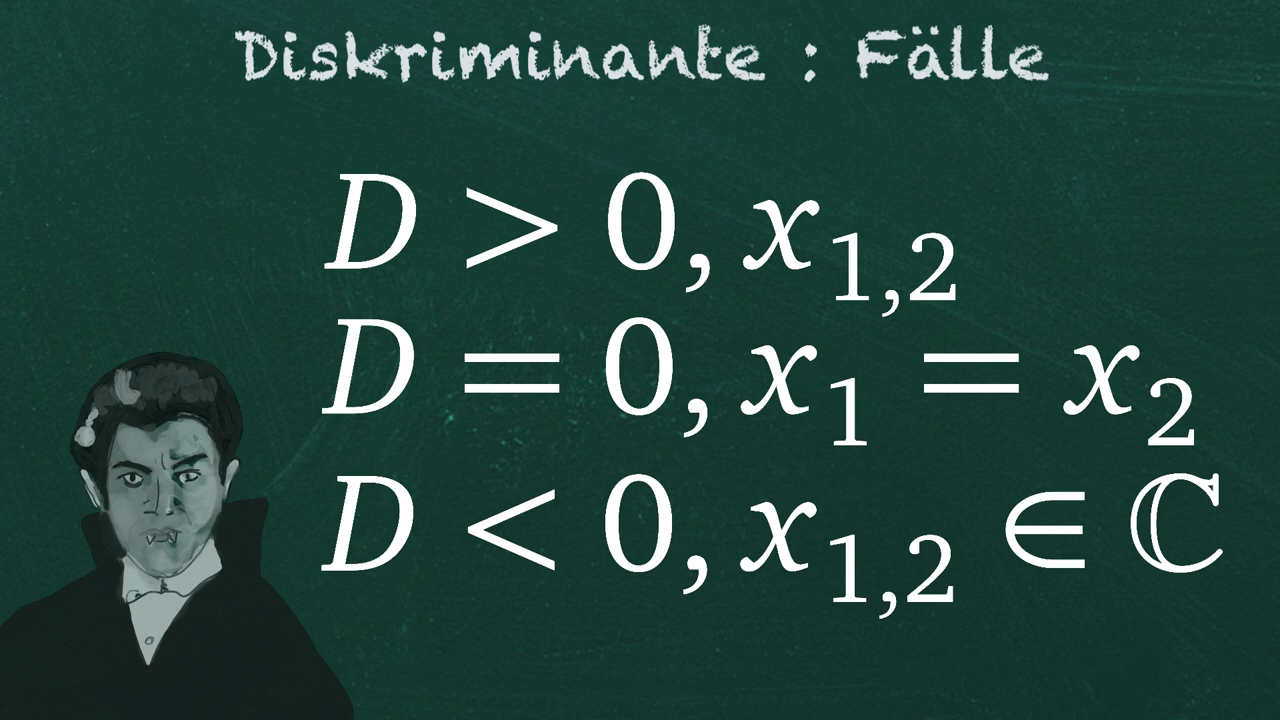 Diskriminante : Fälle
D > 0, x₁,₂
D = 0, x₁ = x₂
D < 0, x₁,₂ ∈ ℂ